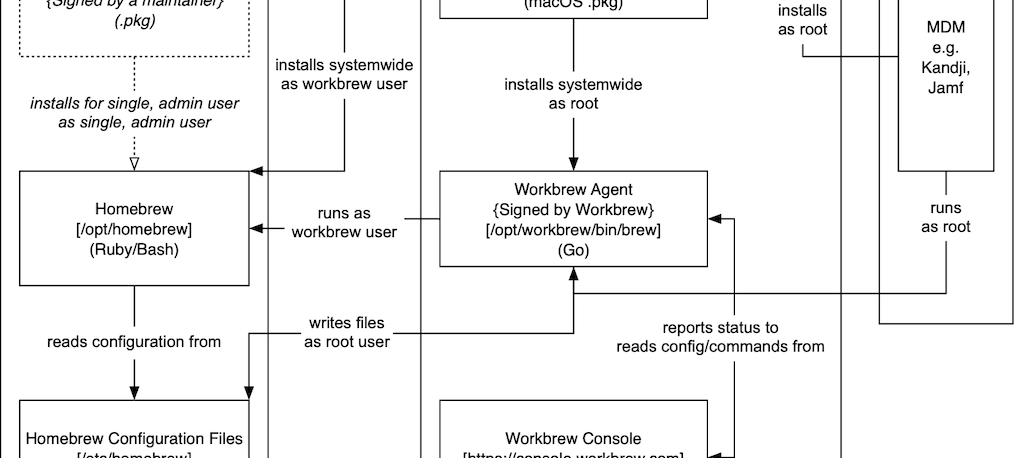 {Signed by a maintainer}
(.pkg)
installs for single, admin user
as single, admin user
installs systemwide
as workbrew user
(macOS .pkg)
installs systemwide
as root
installs
as root
MDM
e.g.
Kandji,
Jamf
Homebrew
[/opt/homebrew]
(Ruby/Bash)
runs as
workbrew user
Workbrew Agent
{Signed by Workbrew}
[/opt/workbrew/bin/brew]
(Go)
runs
as root
reads configuration from
writes files
as root user
reports status to
reads config/commands from
Homebrew Configuration Files
[/etc/homebrew]
Workbrew Console
[https://console.workbrew.com]